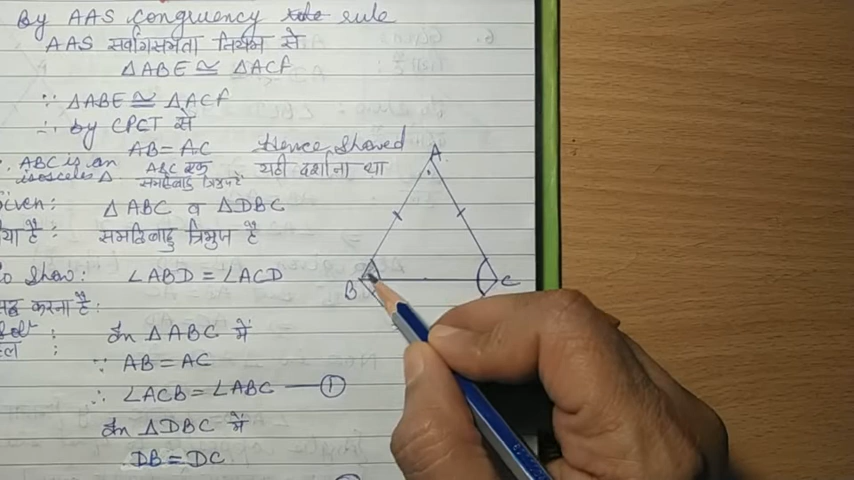 By AAS congruency rule
AAS सर्वांगसमता नियम से
△ABE ≅ △ACF
∵ △ABE ≅ △ACF
∴ by CPCT से
AB = AC Hence Showed
ABC is an isosceles △ ABC एक समद्विबाहु त्रिभुज है यही दर्शाना था
Given: △ABC व △DBC
या है: समद्विबाहु त्रिभुज है
To Show: ∠ABD = ∠ACD
करना है:
Sol: In △ABC में
हल: ∵ AB = AC
∴ ∠ACB = ∠ABC — ①
In △DBC में
DB = DC
A
B
C